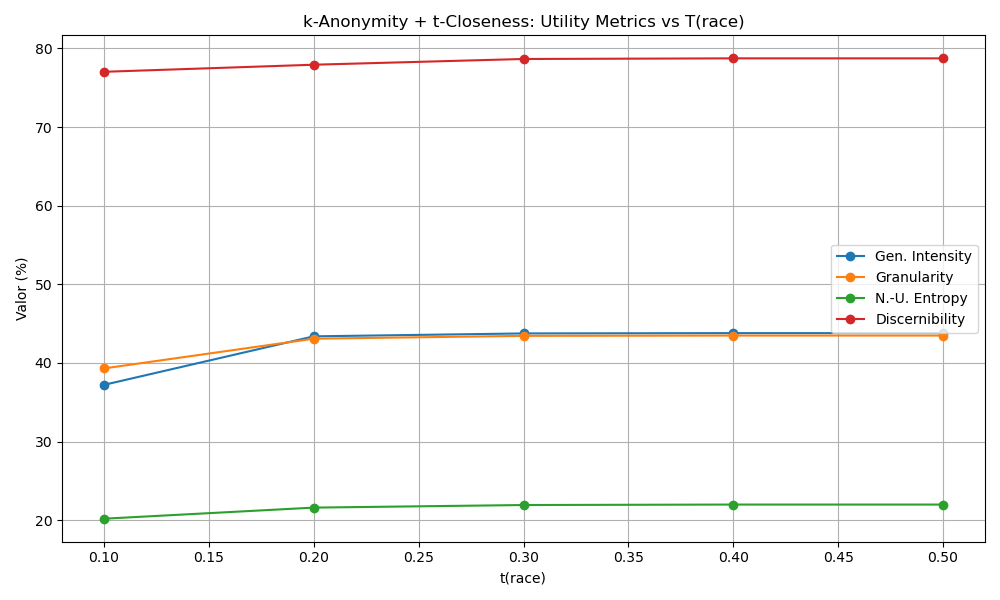 k-Anonymity + t-Closeness: Utility Metrics vs T(race)
80
70
60
50
40
30
20
Valor (%)
Gen. Intensity
Granularity
N.-U. Entropy
Discernibility
0.10 0.15 0.20 0.25 0.30 0.35 0.40 0.45 0.50
t(race)